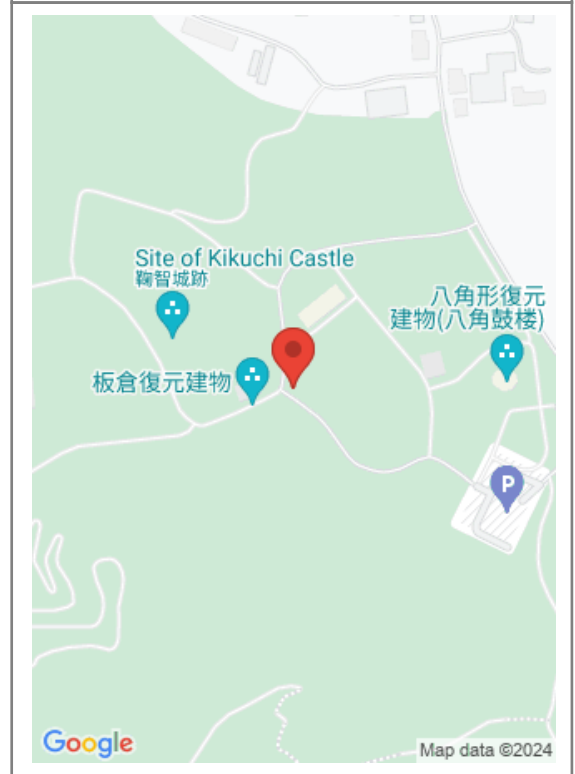 Site of Kikuchi Castle
鞠智城跡
八角形復元
建物(八角鼓楼)
板倉復元建物
P
Google
Map data ©2024